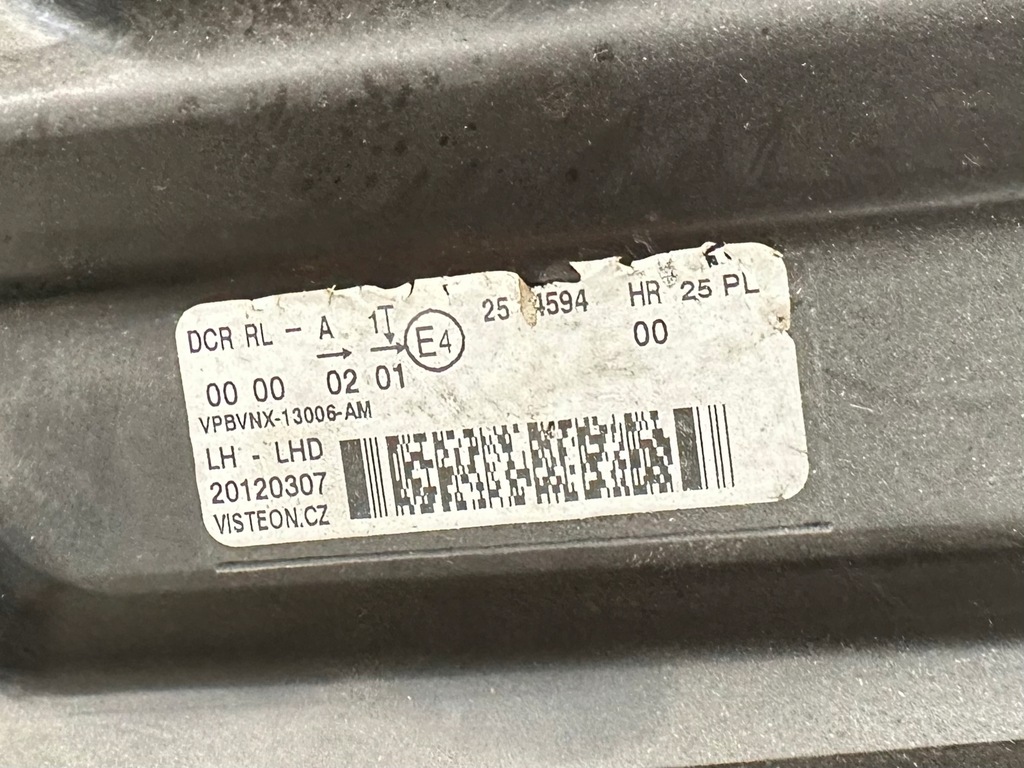 DCR RL - A 1 E4 25 4594 HR 25 PL
00 00 02 01 00
VPBVNX-13006-AM
LH - LHD
20120307
VISTEON.CZ